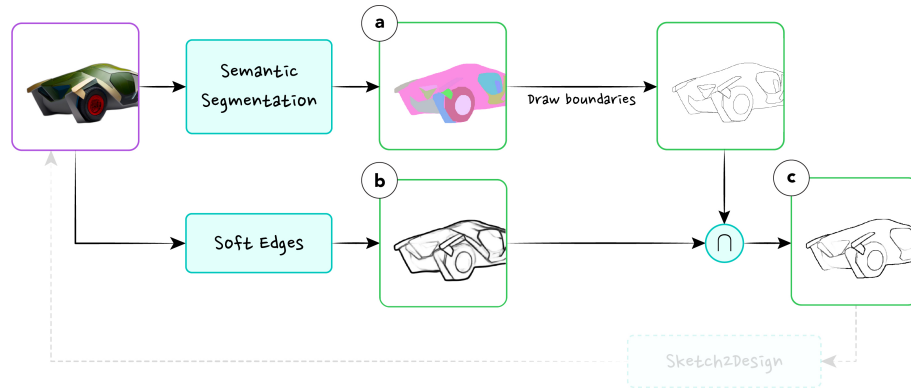 a
Semantic
Segmentation
Draw boundaries
b
c
Soft Edges
∩
Sketch2Design